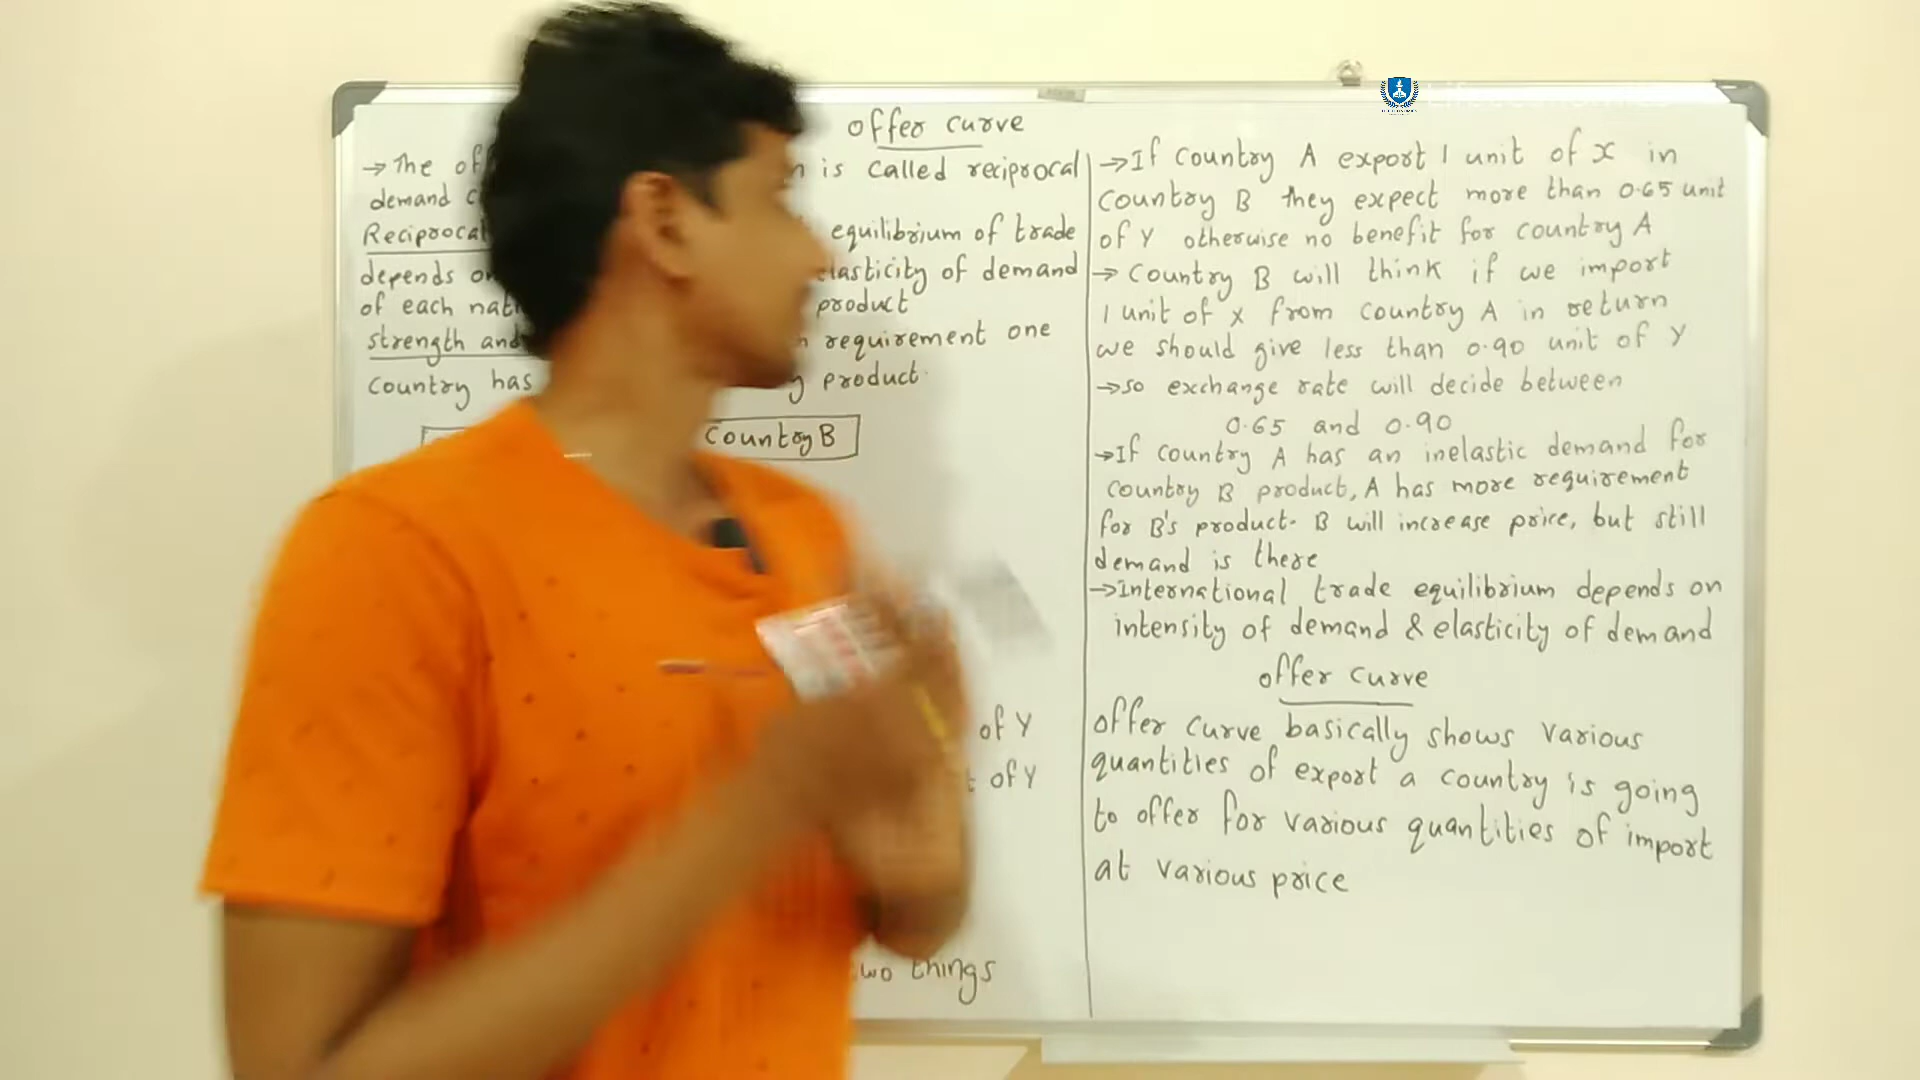 offer curve
→ The is called reciprocal
demand
Reciprocal equilibrium of trade
depends elasticity of demand
of each product
strength and requirement one
country has product.
Country B
of Y
of Y
two things
→ If country A export 1 unit of x in
country B they expect more than 0.65 unit
of Y otherwise no benefit for country A
→ Country B will think if we import
1 unit of x from country A in return
we should give less than 0.90 unit of Y
→ so exchange rate will decide between
0.65 and 0.90
→ If country A has an inelastic demand for
country B product, A has more requirement
for B's product. B will increase price, but still
demand is there
→ International trade equilibrium depends on
intensity of demand & elasticity of demand
offer curve
offer curve basically shows various
quantities of export a country is going
to offer for various quantities of import
at various price